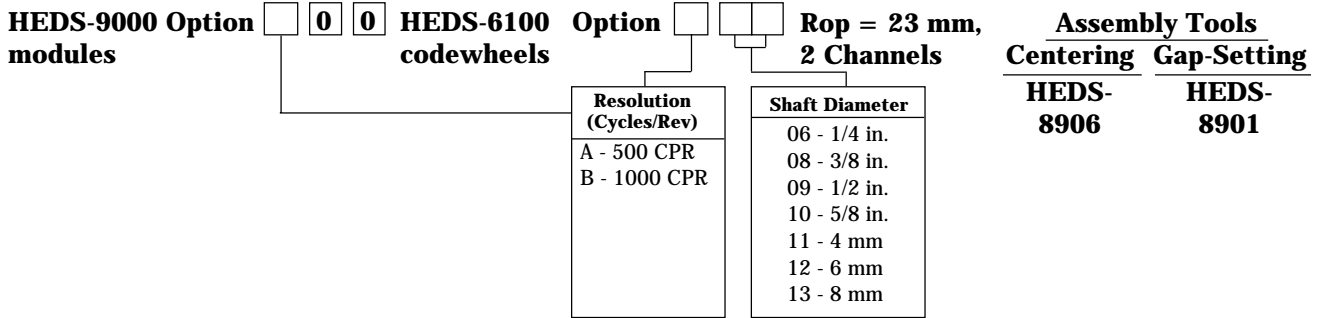 HEDS-9000 Option 0 0 HEDS-6100 Option Rop = 23 mm, Assembly Tools
modules codewheels 2 Channels Centering Gap-Setting
HEDS- HEDS-
8906 8901
Resolution
(Cycles/Rev)
A - 500 CPR
B - 1000 CPR
Shaft Diameter
06 - 1/4 in.
08 - 3/8 in.
09 - 1/2 in.
10 - 5/8 in.
11 - 4 mm
12 - 6 mm
13 - 8 mm